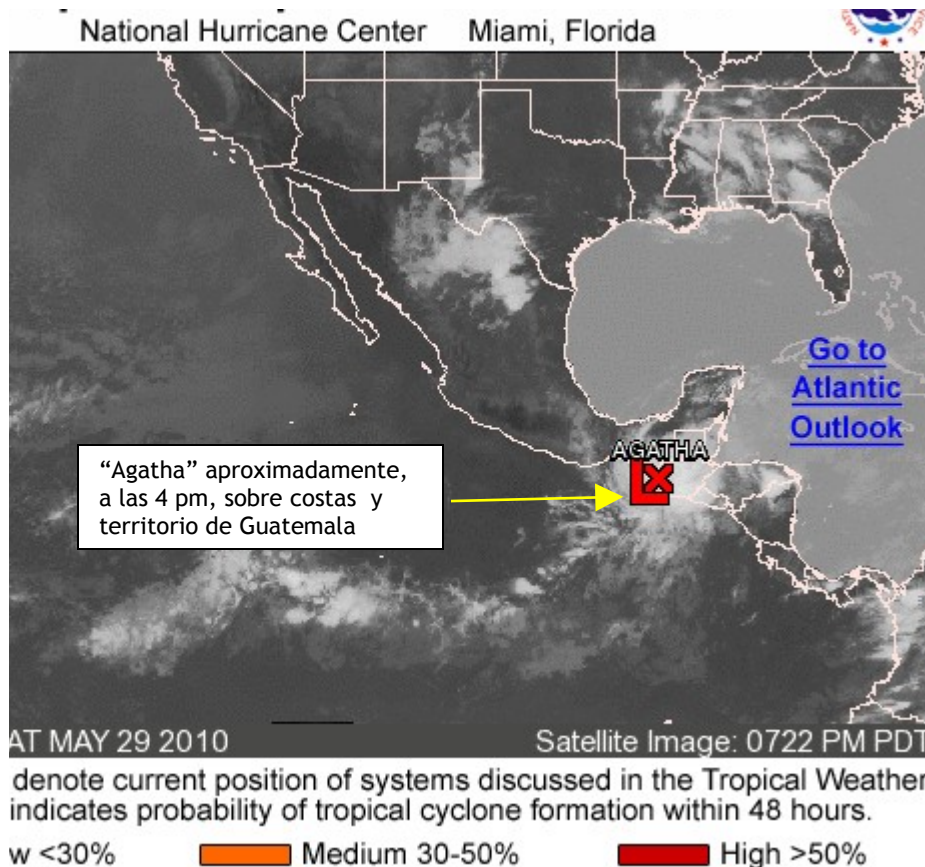 National Hurricane Center Miami, Florida
Go to
Atlantic
Outlook
AGATHA
“Agatha” aproximadamente,
a las 4 pm, sobre costas y
territorio de Guatemala
AT MAY 29 2010 Satellite Image: 0722 PM PDT
denote current position of systems discussed in the Tropical Weather
indicates probability of tropical cyclone formation within 48 hours.
w <30% Medium 30-50% High >50%